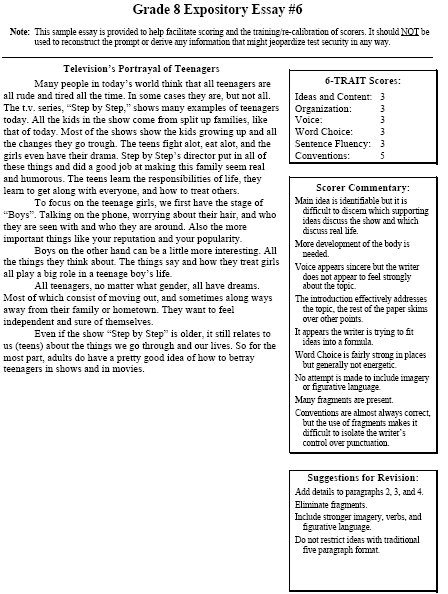 Grade 8 Expository Essay #6
Note: This sample essay is provided to help facilitate scoring and the training/re-calibration of scorers. It should NOT be
used to reconstruct the prompt or derive any information that might jeopardize test security in any way.
Television's Portrayal of Teenagers
Many people in today's world think that all teenagers are
all rude and tired all the time. In some cases they are, but not all.
The t.v. series, "Step by Step," shows many examples of teenagers
today. All the kids in the show come from split up families, like
that of today. Most of the shows show the kids growing up and all
the changes they go trough. The teens fight alot, eat alot, and the
girls even have their drama. Step by Step's director put in all of
these things and did a good job at making this family seem real
and humorous. The teens learn the responsibilities of life, they
learn to get along with everyone, and how to treat others.
To focus on the teenage girls, we first have the stage of
"Boys". Talking on the phone, worrying about their hair, and who
they are seen with and who they are around. Also the more
important things like your reputation and your popularity.
Boys on the other hand can be a little more interesting. All
the things they think about. The things say and how they treat girls
all play a big role in a teenage boy's life.
All teenagers, no matter what gender, all have dreams.
Most of which consist of moving out, and sometimes along ways
away from their family or hometown. They want to feel
independent and sure of themselves.
Even if the show "Step by Step" is older, it still relates to
us (teens) about the things we go through and our lives. So for the
most part, adults do have a pretty good idea of how to betray
teenagers in shows and in movies.
6-TRAIT Scores:
Ideas and Content: 3
Organization: 3
Voice: 3
Word Choice: 3
Sentence Fluency: 3
Conventions: 5
Scorer Commentary:
Main idea is identifiable but it is
difficult to discern which supporting
ideas discuss the show and which
discuss real life.
More development of the body is
needed.
Voice appears sincere but the writer
does not appear to feel strongly
about the topic.
The introduction effectively addresses
the topic, the rest of the paper skims
over other points.
It appears the writer is trying to fit
ideas into a formula.
Word Choice is fairly strong in places
but generally not energetic.
No attempt is made to include imagery
or figurative language.
Many fragments are present.
Conventions are almost always correct,
but the use of fragments makes it
difficult to isolate the writer's
control over punctuation.
Suggestions for Revision:
Add details to paragraphs 2, 3, and 4.
Eliminate fragments.
Include stronger imagery, verbs, and
figurative language.
Do not restrict ideas with traditional
five paragraph format.